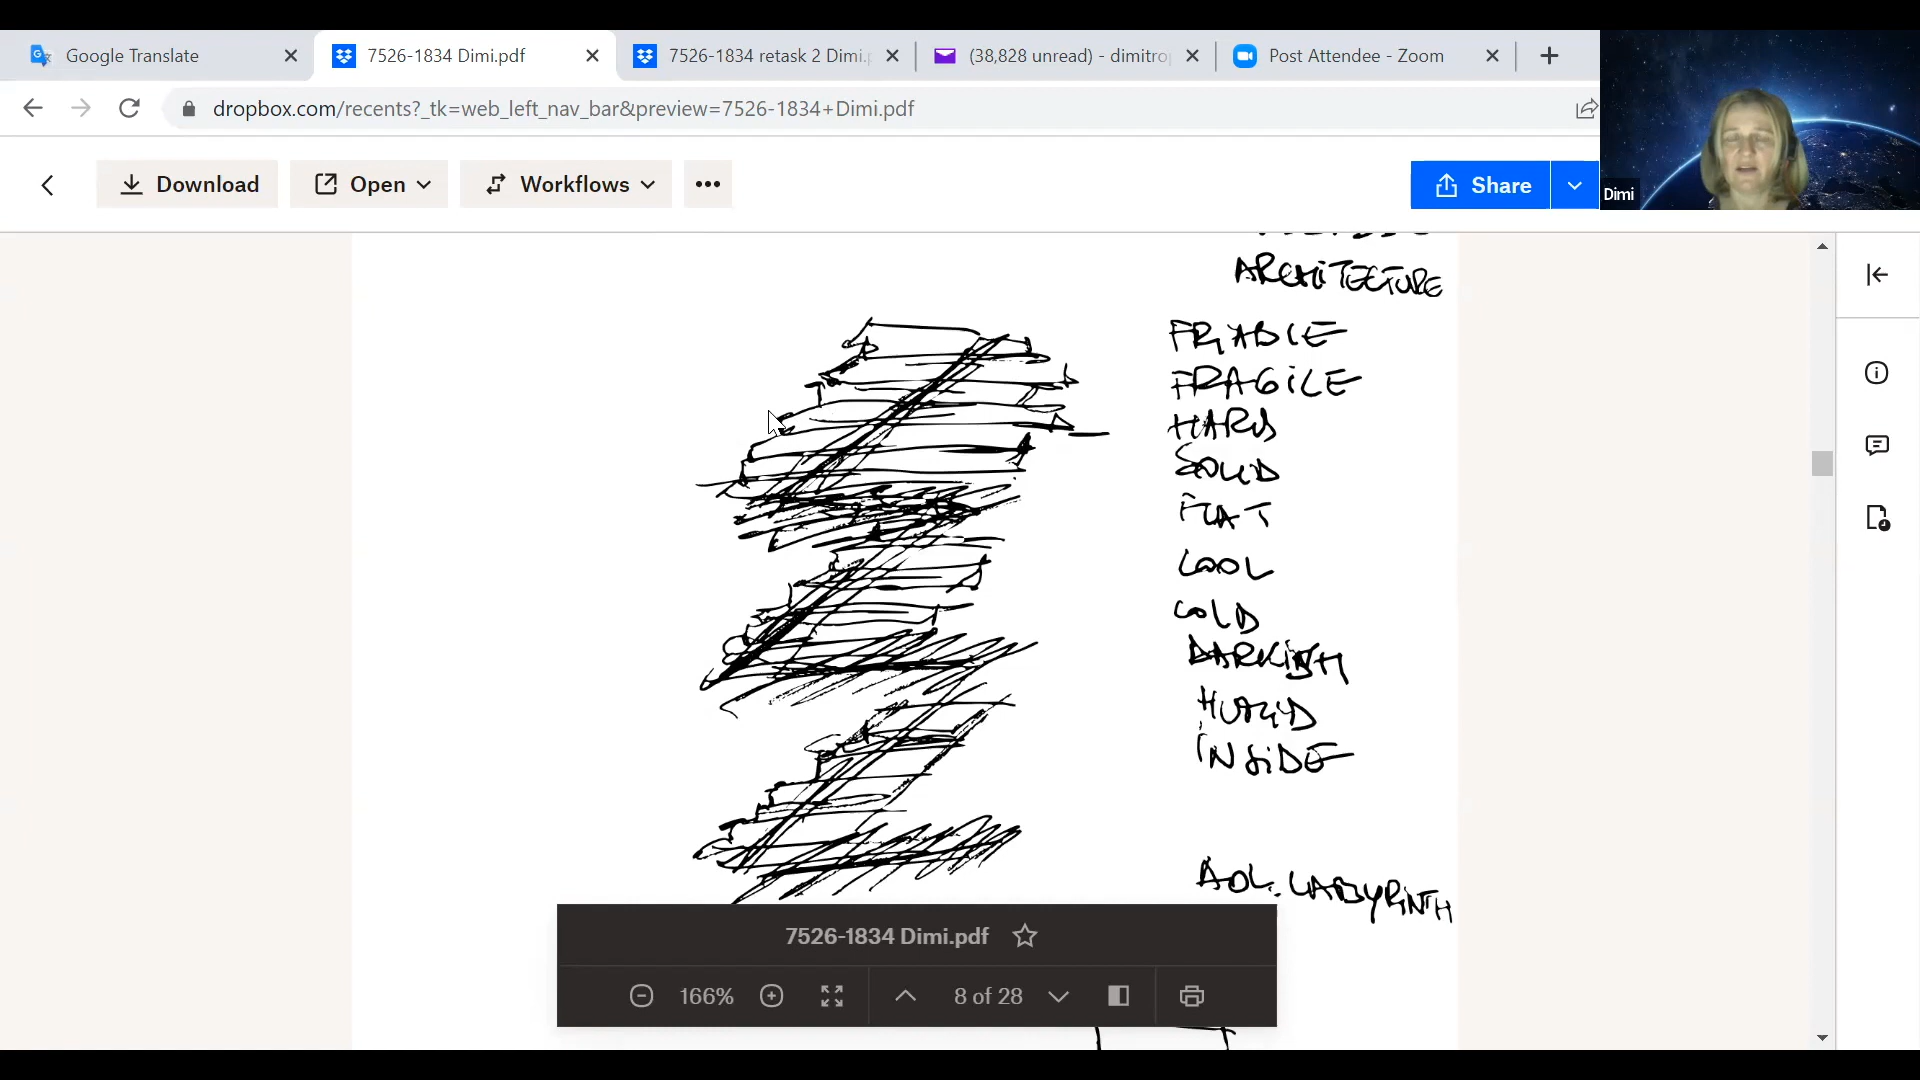 Google Translate
7526-1834 Dimi.pdf
7526-1834 retask 2 Dimi.p
(38,828 unread) - dimitrop
Post Attendee - Zoom
dropbox.com/recents?_tk=web_left_nav_bar&preview=7526-1834+Dimi.pdf
Download
Open
Workflows
Share
Dimi
ARCHITECTURE
FRIABLE
FRAGILE
HARD
SOLID
FLAT
COOL
COLD
DARKISH
HUMID
INSIDE
AOL. LABYRINTH
7526-1834 Dimi.pdf
166%
8 of 28